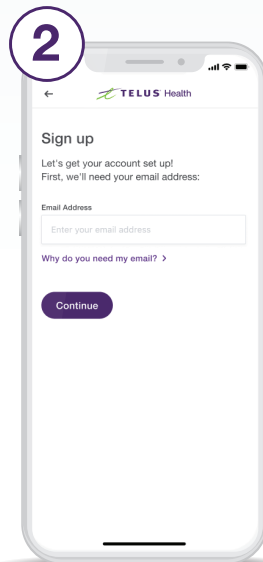 2
TELUS Health
Sign up
Let's get your account set up!
First, we'll need your email address:
Email Address
Enter your email address
Why do you need my email? >
Continue